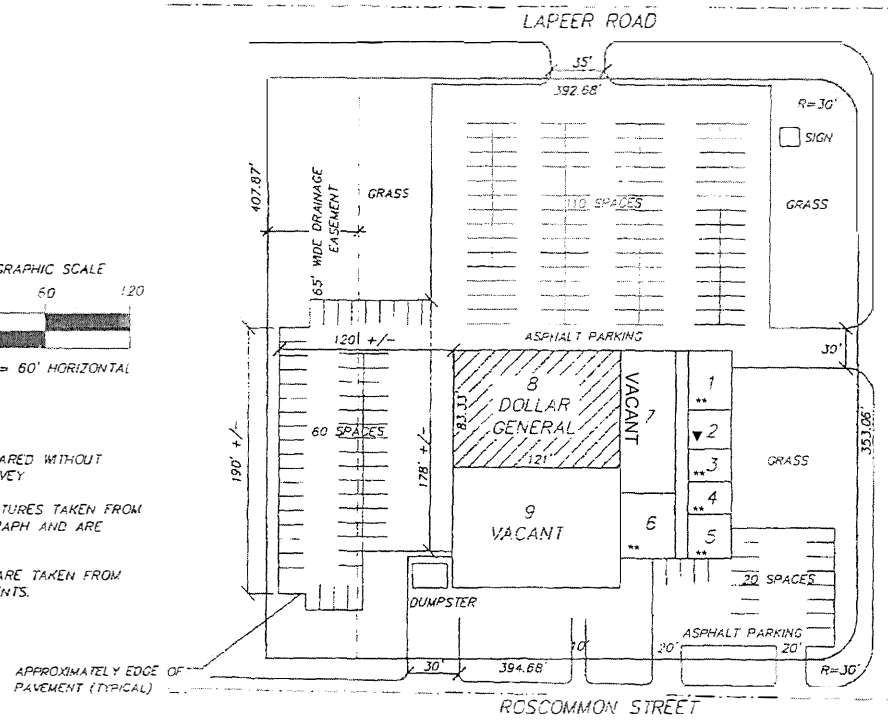 LAPEER ROAD
35'
392.68'
R=30'
SIGN
407.87'
65' WIDE DRAINAGE
EASEMENT
GRASS
110 SPACES
GRASS
GRAPHIC SCALE
60 120
= 60' HORIZONTAL
ASPHALT PARKING
120' +/-
30'
8
DOLLAR
GENERAL
83.33'
121'
VACANT
7
1
**
2
3
**
4
**
5
**
6
**
353.06'
GRASS
60 SPACES
190' +/-
178' +/-
9
VACANT
ARED WITHOUT
VEY
TURES TAKEN FROM
RAPH AND ARE
ARE TAKEN FROM
ENTS.
20 SPACES
DUMPSTER
ASPHALT PARKING
10'
20'
20'
30'
394.68'
R=30'
APPROXIMATELY EDGE OF
PAVEMENT (TYPICAL)
ROSCOMMON STREET